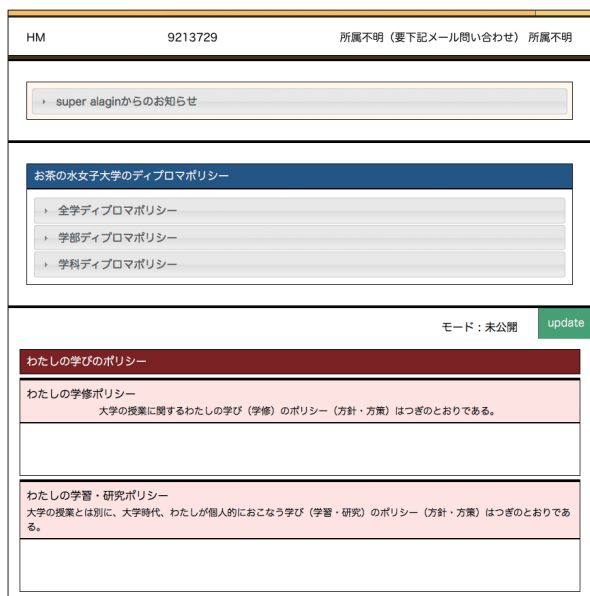 HM 9213729 所属不明（要下記メール問い合わせ） 所属不明
super alaginからのお知らせ
お茶の水女子大学のディプロマポリシー
全学ディプロマポリシー
学部ディプロマポリシー
学科ディプロマポリシー
モード：未公開 update
わたしの学びのポリシー
わたしの学修ポリシー
大学の授業に関するわたしの学び（学修）のポリシー（方針・方策）はつぎのとおりである。
わたしの学習・研究ポリシー
大学の授業とは別に、大学時代、わたしが個人的におこなう学び（学習・研究）のポリシー（方針・方策）はつぎのとおりであ
る。